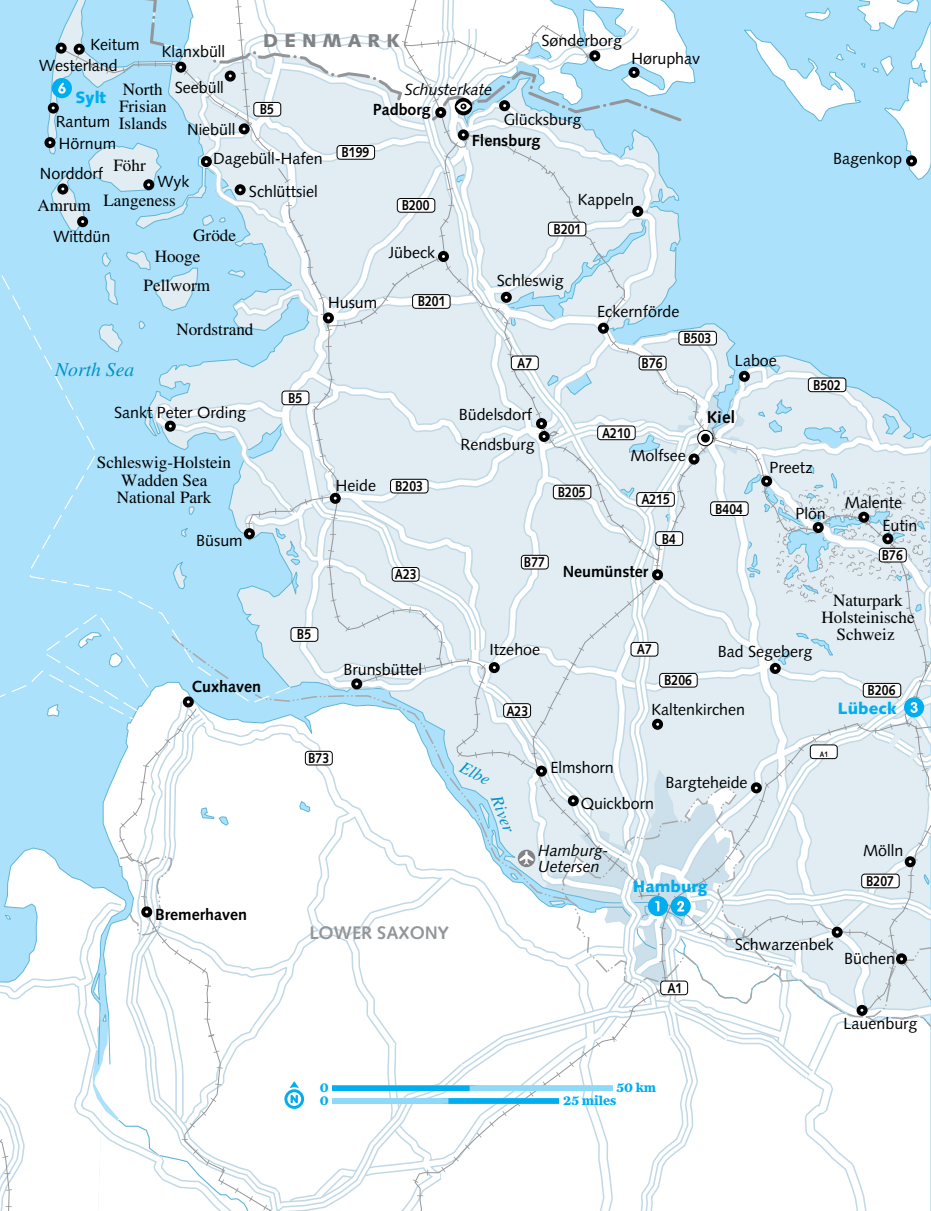 DENMARK
Keitum
Westerland
Klanxbüll
Seebüll
Sønderborg
Høruphav
6
Sylt
North
Frisian
Islands
Rantum
B5
Schusterkate
Padborg
Glücksburg
Niebüll
Flensburg
Hörnum
B199
Föhr
Dagebüll-Hafen
Bagenkop
Norddorf
Wyk
Schlüttsiel
Langeness
Amrum
B200
Kappeln
Wittdün
Gröde
B201
Hooge
Jübeck
Pellworm
Schleswig
Husum
B201
Nordstrand
Eckernförde
B503
North Sea
A7
B76
Laboe
B502
B5
Sankt Peter Ording
Büdelsdorf
Kiel
Rendsburg
A210
Molfsee
Schleswig-Holstein
Wadden Sea
National Park
Preetz
Heide
B203
B205
A215
B404
Malente
Plön
Eutin
Büsum
B4
B76
B77
Neumünster
A23
Naturpark
Holsteinische
Schweiz
B5
Itzehoe
A7
Bad Segeberg
Brunsbüttel
B206
B206
Cuxhaven
Lübeck
3
A23
Kaltenkirchen
A1
B73
Elbe
River
Elmshorn
Bargteheide
Quickborn
Hamburg-
Uetersen
Mölln
B207
Hamburg
1
2
Bremerhaven
LOWER SAXONY
Schwarzenbek
Büchen
A1
Lauenburg
N
0
50 km
0
25 miles